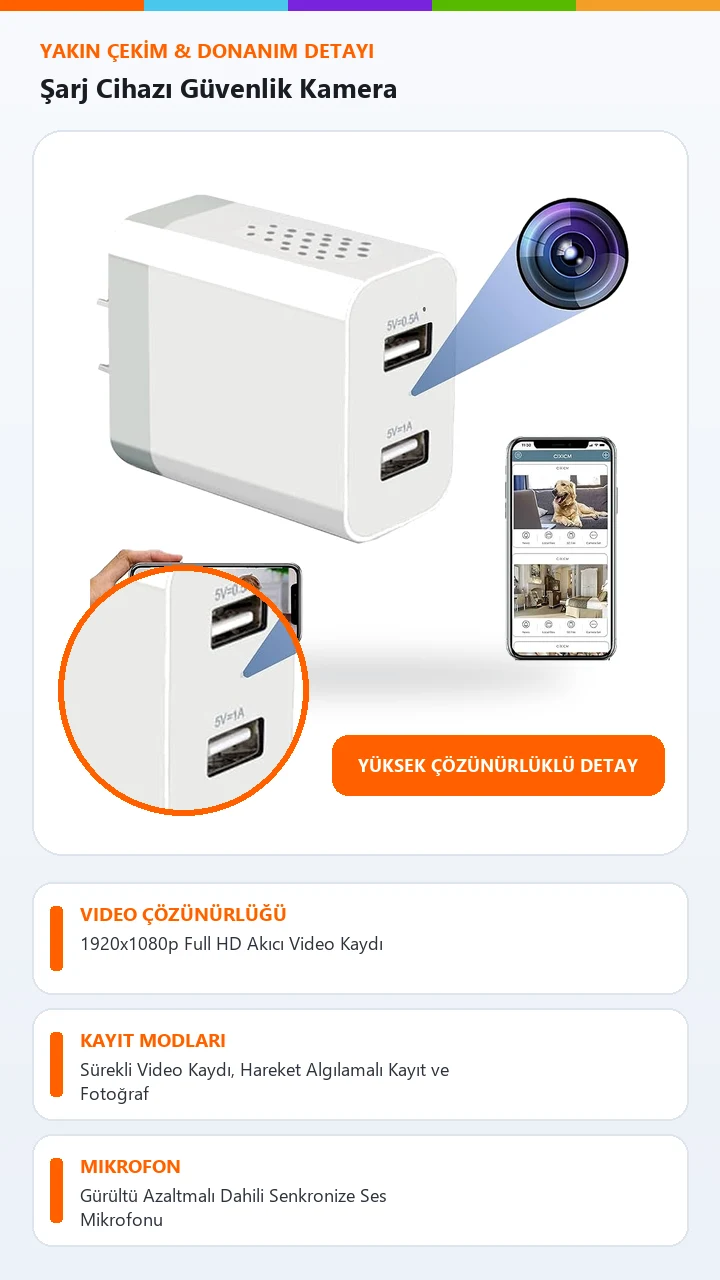 YAKIN ÇEKİM & DONANIM DETAYI
Şarj Cihazı Güvenlik Kamera
5V=0.5A
5V=1A
11:50
5V=0.5
5V=1A
YÜKSEK ÇÖZÜNÜRLÜKLÜ DETAY
VIDEO ÇÖZÜNÜRLÜĞÜ
1920x1080p Full HD Akıcı Video Kaydı
KAYIT MODLARI
Sürekli Video Kaydı, Hareket Algılamalı Kayıt ve
Fotoğraf
MIKROFON
Gürültü Azaltmalı Dahili Senkronize Ses
Mikrofonu